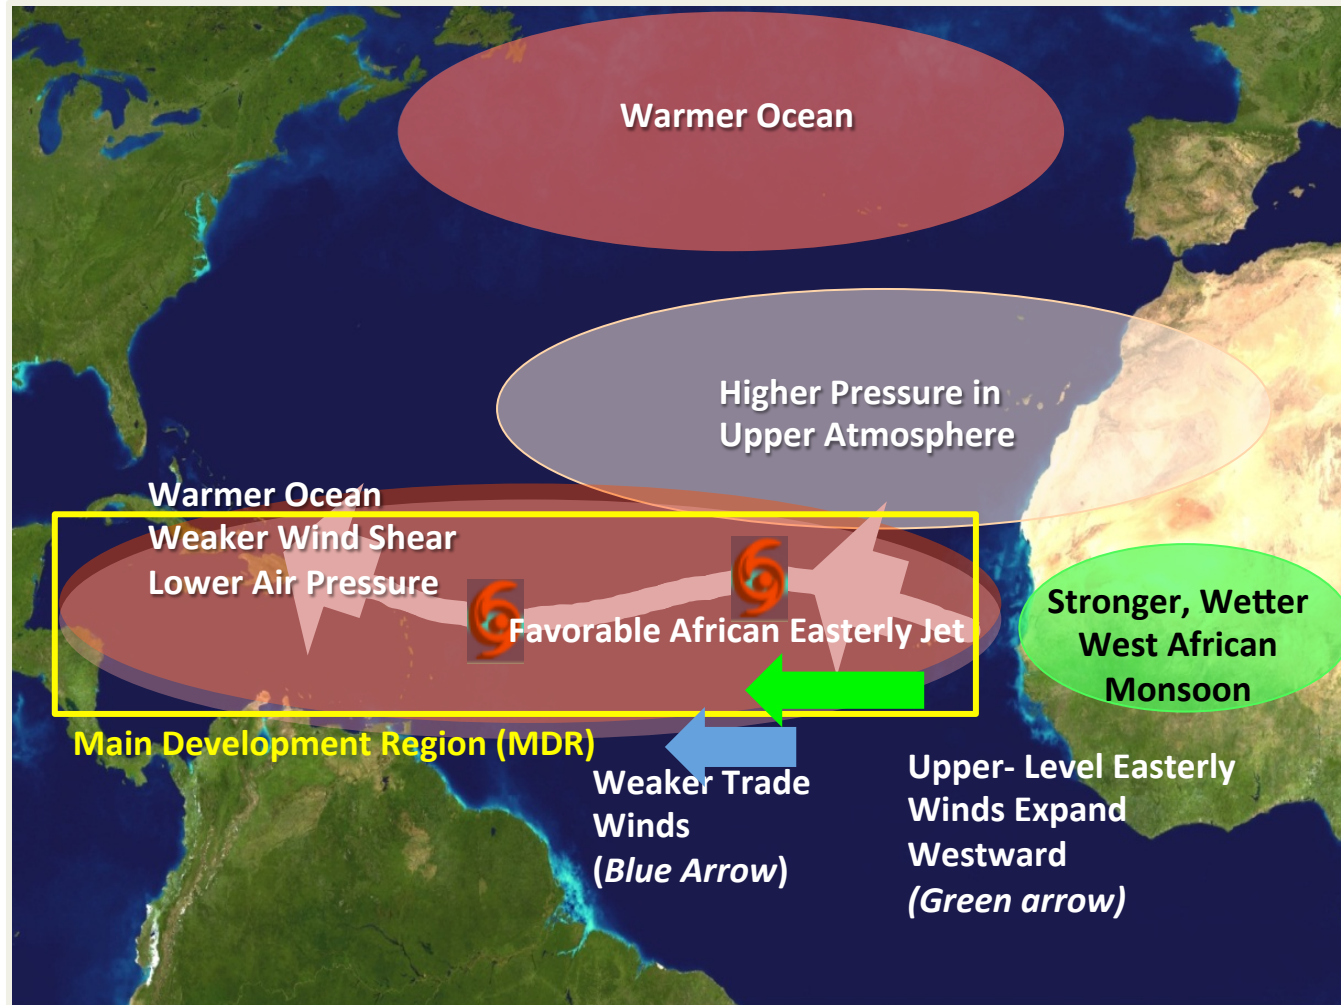 Warmer Ocean
Higher Pressure in
Upper Atmosphere
Warmer Ocean
Weaker Wind Shear
Lower Air Pressure
Favorable African Easterly Jet
Stronger, Wetter
West African
Monsoon
Main Development Region (MDR)
Weaker Trade
Winds
(Blue Arrow)
Upper- Level Easterly
Winds Expand
Westward
(Green arrow)